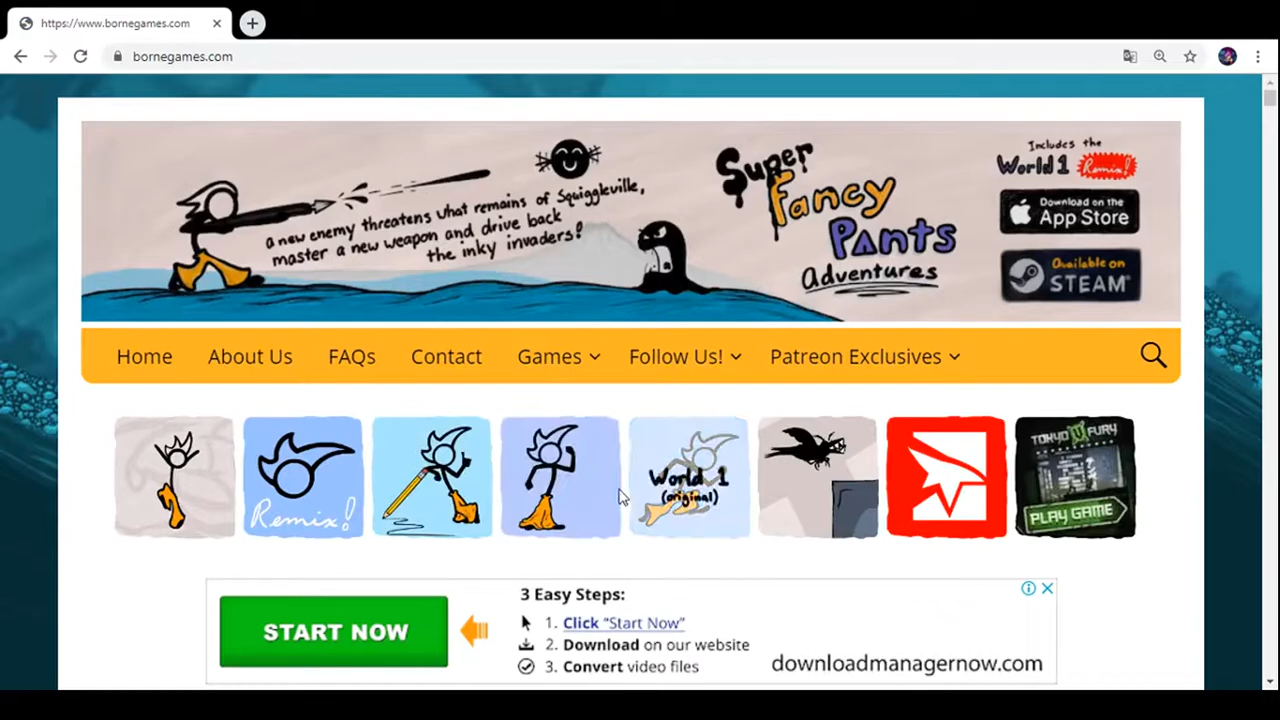 https://www.bornegames.com
bornegames.com
a new enemy threatens what remains of Squiggleville,
master a new weapon and drive back
the inky invaders!
Super
Fancy
Pants
Adventures
Includes the
World 1 Remix!
Download on the
App Store
Available on
STEAM
Home About Us FAQs Contact Games Follow Us! Patreon Exclusives
Remix!
World 1
(original)
TOKYO FURY
PLAY GAME
START NOW
3 Easy Steps:
1. Click "Start Now"
2. Download on our website
3. Convert video files
downloadmanagernow.com